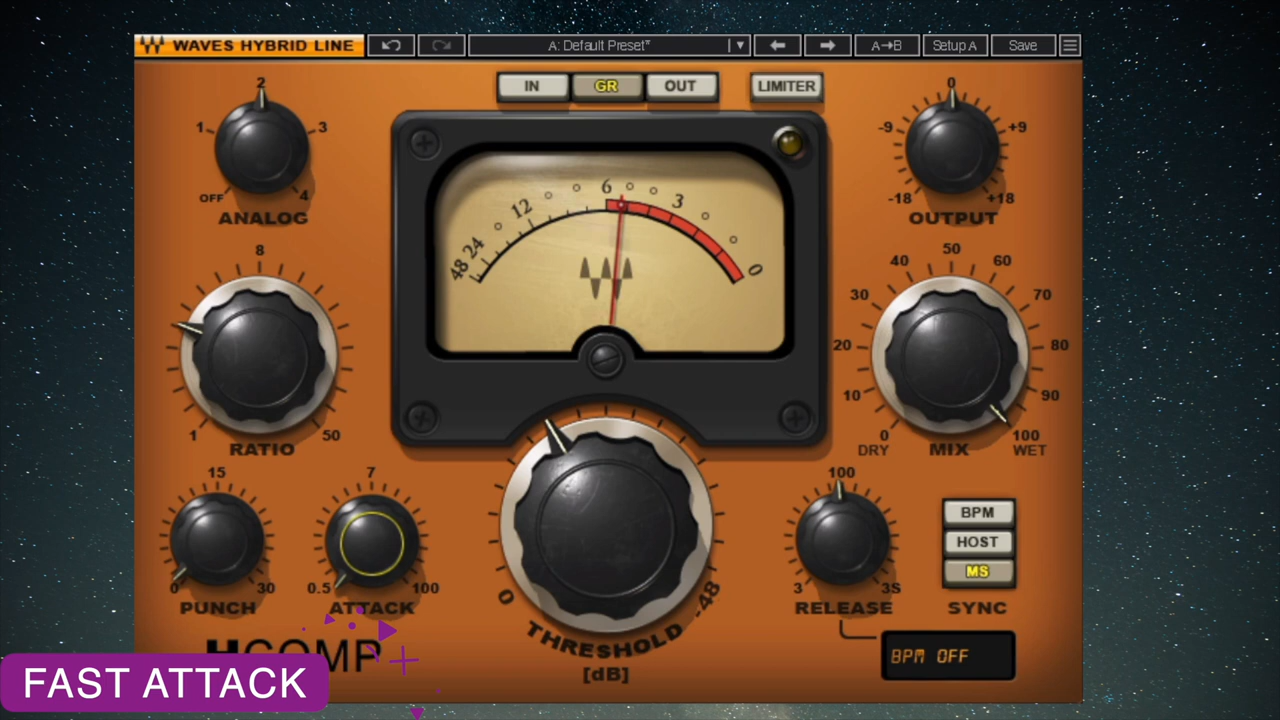 WAVES HYBRID LINE
A: Default Preset*
A→B
Setup A
Save
IN
GR
OUT
LIMITER
OFF 1 2 3 4
ANALOG
-18 -9 0 +9 +18
OUTPUT
48 24 12 6 3 0
1 8 50
RATIO
0 10 20 30 40 50 60 70 80 90 100
DRY MIX WET
0 15 30
PUNCH
0.5 7 100
ATTACK
0 -48
THRESHOLD
[dB]
3 100 3S
RELEASE
BPM
HOST
MS
SYNC
BPM OFF
HCOMP
FAST ATTACK